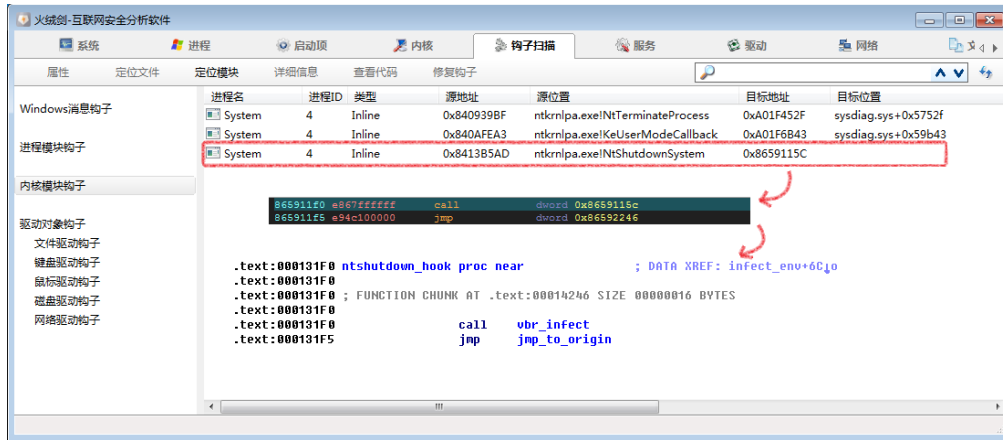 火绒剑-互联网安全分析软件
系统 进程 启动项 内核 钩子扫描 服务 驱动 网络
属性 定位文件 定位模块 详细信息 查看代码 修复钩子
进程名 进程ID 类型 源地址 源位置 目标地址 目标位置
Windows消息钩子
System 4 Inline 0x840939BF ntkrnlpa.exe!NtTerminateProcess 0xA01F452F sysdiag.sys+0x5752f
System 4 Inline 0x840AFEA3 ntkrnlpa.exe!KeUserModeCallback 0xA01F6B43 sysdiag.sys+0x59b43
进程模块钩子
System 4 Inline 0x8413B5AD ntkrnlpa.exe!NtShutdownSystem 0x8659115C
内核模块钩子
865911f0 e867ffffff call dword 0x8659115c
865911f5 e94c100000 jmp dword 0x86592246
驱动对象钩子
文件驱动钩子
键盘驱动钩子
鼠标驱动钩子
磁盘驱动钩子
网络驱动钩子
.text:000131F0 ntshutdown_hook proc near ; DATA XREF: infect_env+6C↓o
.text:000131F0
.text:000131F0 ; FUNCTION CHUNK AT .text:00014246 SIZE 00000016 BYTES
.text:000131F0
.text:000131F0 call vbr_infect
.text:000131F5 jmp jmp_to_origin